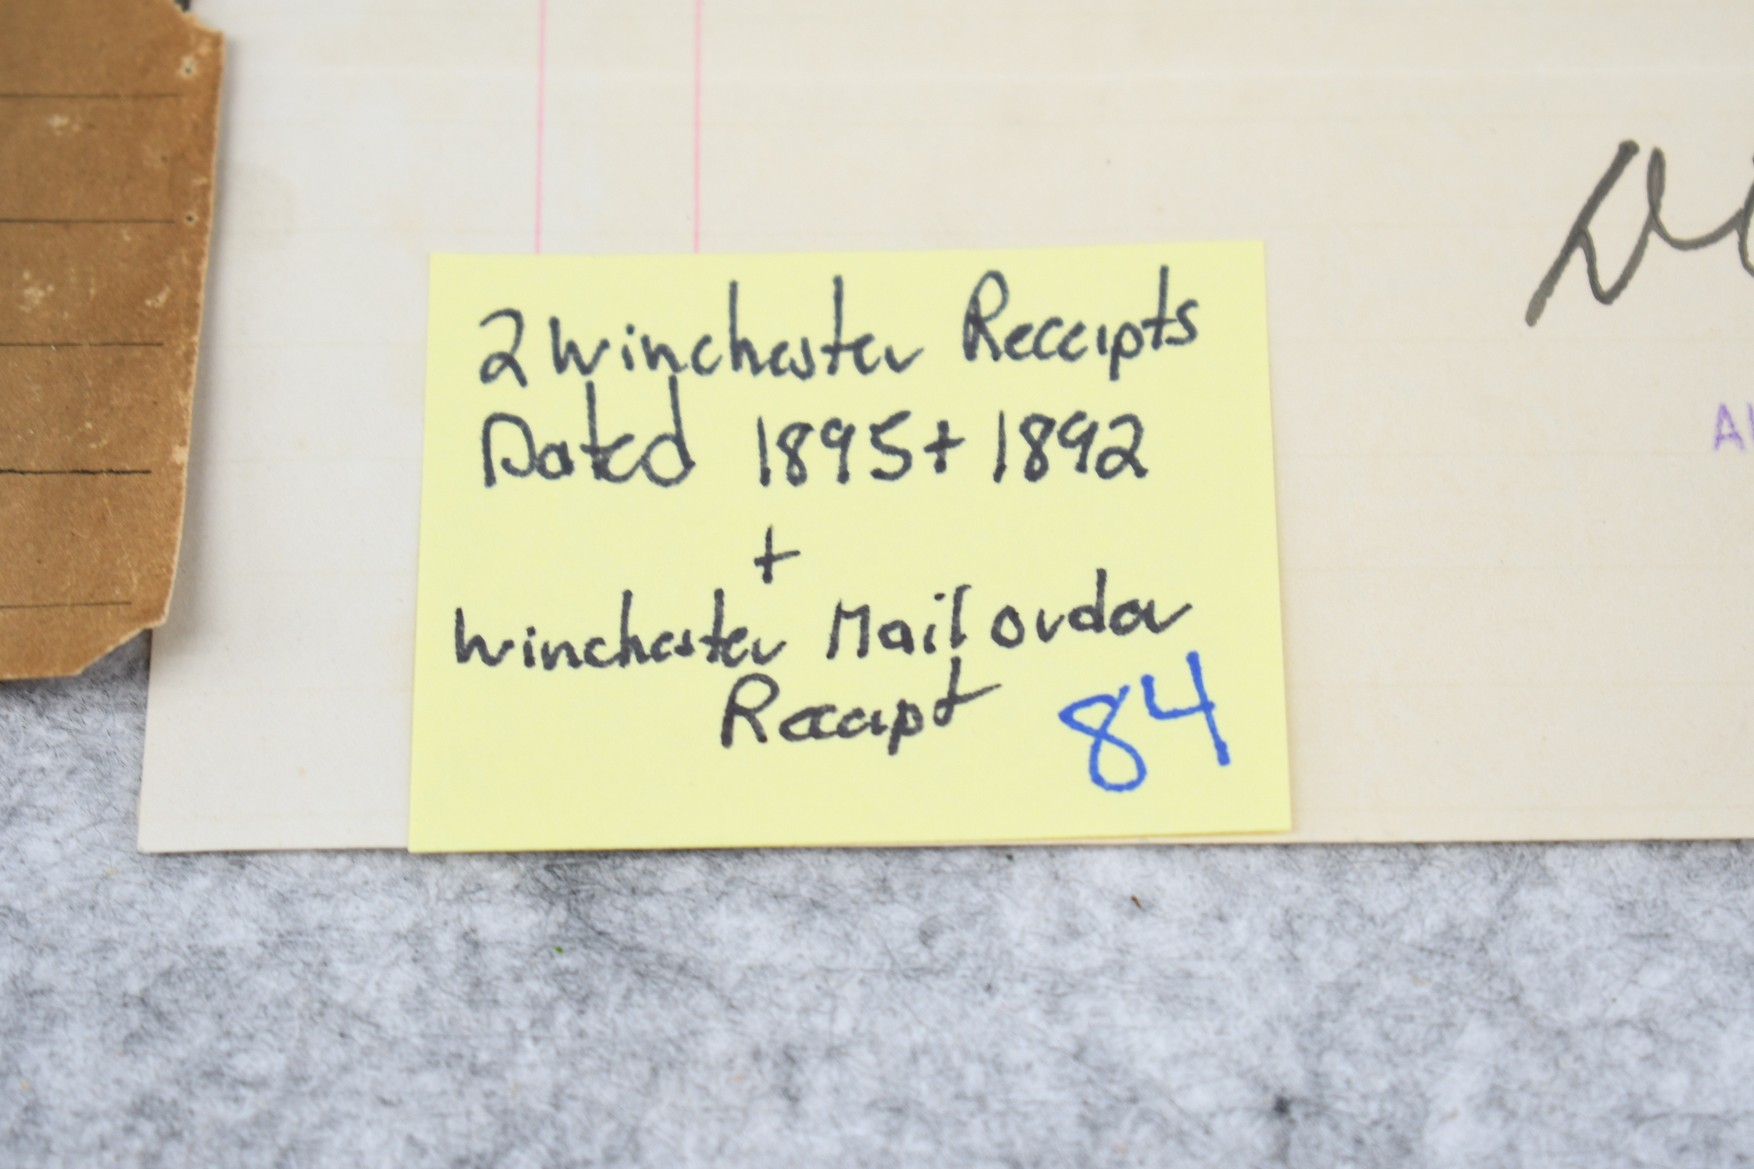 2 Winchester Receipts
Dated 1895 + 1892
+
Winchester Mail order
Receipt 84